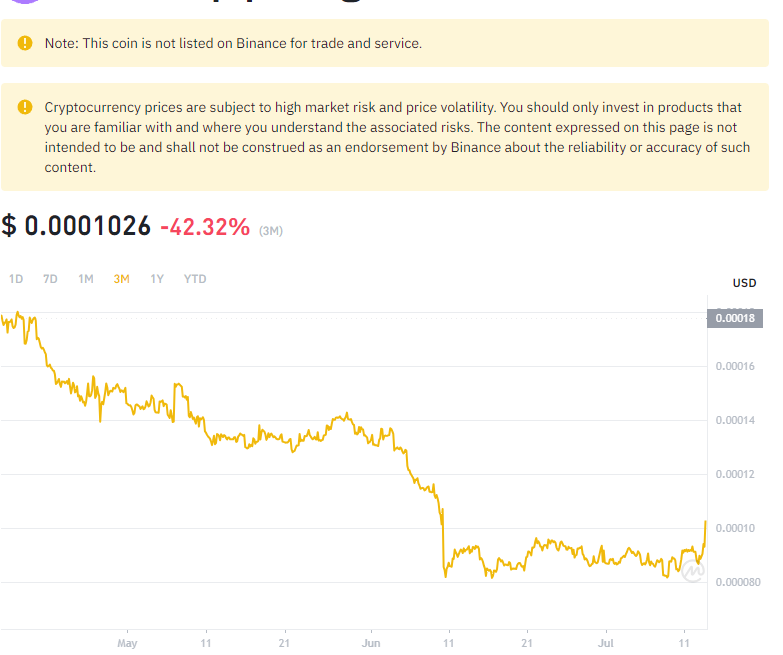 Note: This coin is not listed on Binance for trade and service.
Cryptocurrency prices are subject to high market risk and price volatility. You should only invest in products that
you are familiar with and where you understand the associated risks. The content expressed on this page is not
intended to be and shall not be construed as an endorsement by Binance about the reliability or accuracy of such
content.
$ 0.0001026 -42.32% (3M)
1D 7D 1M 3M 1Y YTD
USD
0.00018
0.00016
0.00014
0.00012
0.00010
0.000080
May 11 21 Jun 11 21 Jul 11